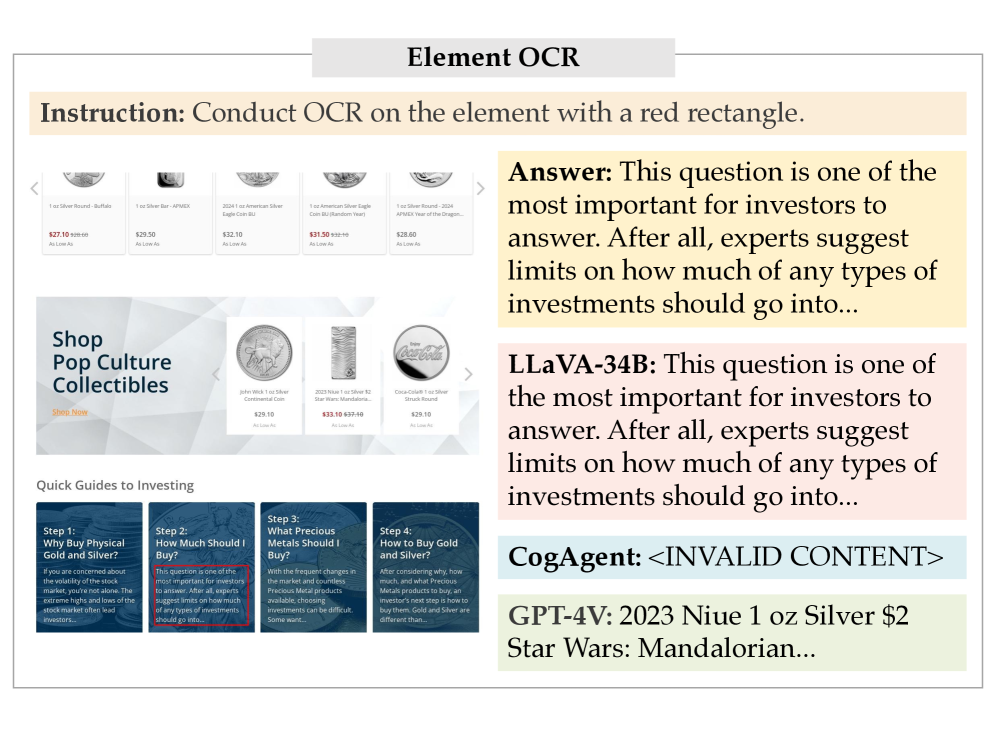 Element OCR
Instruction: Conduct OCR on the element with a red rectangle.
1 oz Silver Round - Buffalo
$27.10 $28.60
As Low As
1 oz Silver Bar - APMEX
$29.50
As Low As
2024 1 oz American Silver
Eagle Coin BU
$32.10
As Low As
1 oz American Silver Eagle
Coin BU (Random Year)
$31.50 $32.10
As Low As
1 oz Silver Round - 2024
APMEX Year of the Dragon...
$28.60
As Low As
Shop
Pop Culture
Collectibles
Shop Now
John Wick 1 oz Silver
Continental Coin
$29.10
As Low As
2023 Niue 1 oz Silver $2
Star Wars: Mandaloria...
$33.10 $37.10
As Low As
Coca-Cola
Coca-Cola® 1 oz Silver
Struck Round
$29.10
As Low As
Quick Guides to Investing
Step 1:
Why Buy Physical
Gold and Silver?
If you are concerned about
the volatility of the stock
market, you're not alone. The
extreme highs and lows of the
stock market often lead
investors...
Step 2:
How Much Should I
Buy?
This question is one of the
most important for investors
to answer. After all, experts
suggest limits on how much
of any types of investments
should go into...
Step 3:
What Precious
Metals Should I
Buy?
With the frequent changes in
the market and countless
Precious Metal products
available, choosing
investments can be difficult.
Some want...
Step 4:
How to Buy Gold
and Silver?
After considering why, how
much, and what Precious
Metals products to buy, an
investor's next step is how to
buy them. Gold and Silver are
different than...
Answer: This question is one of the
most important for investors to
answer. After all, experts suggest
limits on how much of any types of
investments should go into...
LLaVA-34B: This question is one of
the most important for investors to
answer. After all, experts suggest
limits on how much of any types of
investments should go into...
CogAgent: <INVALID CONTENT>
GPT-4V: 2023 Niue 1 oz Silver $2
Star Wars: Mandalorian...